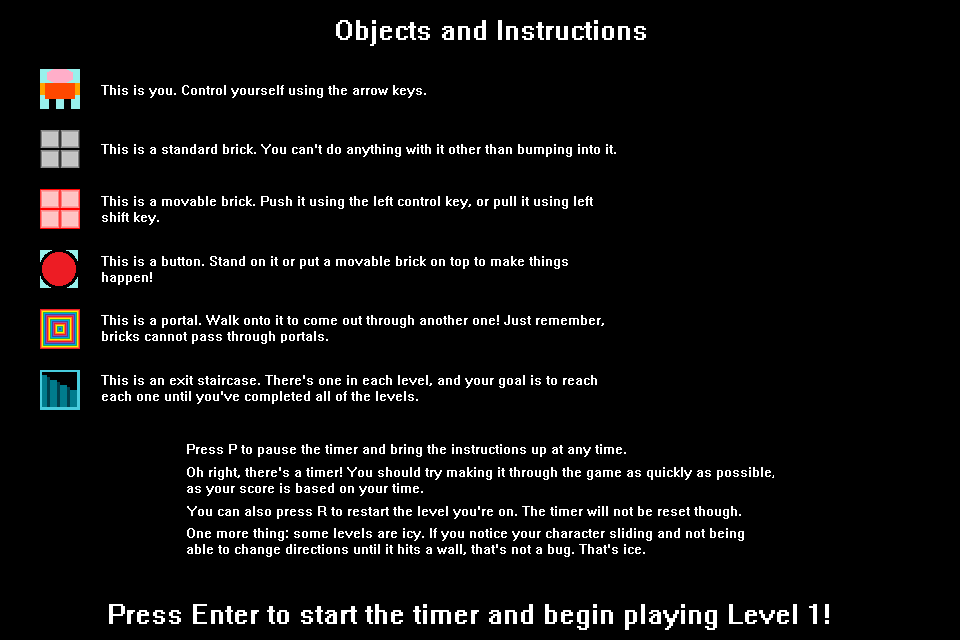 Objects and Instructions
This is you. Control yourself using the arrow keys.
This is a standard brick. You can't do anything with it other than bumping into it.
This is a movable brick. Push it using the left control key, or pull it using left
shift key.
This is a button. Stand on it or put a movable brick on top to make things
happen!
This is a portal. Walk onto it to come out through another one! Just remember,
bricks cannot pass through portals.
This is an exit staircase. There's one in each level, and your goal is to reach
each one until you've completed all of the levels.
Press P to pause the timer and bring the instructions up at any time.
Oh right, there's a timer! You should try making it through the game as quickly as possible,
as your score is based on your time.
You can also press R to restart the level you're on. The timer will not be reset though.
One more thing: some levels are icy. If you notice your character sliding and not being
able to change directions until it hits a wall, that's not a bug. That's ice.
Press Enter to start the timer and begin playing Level 1!